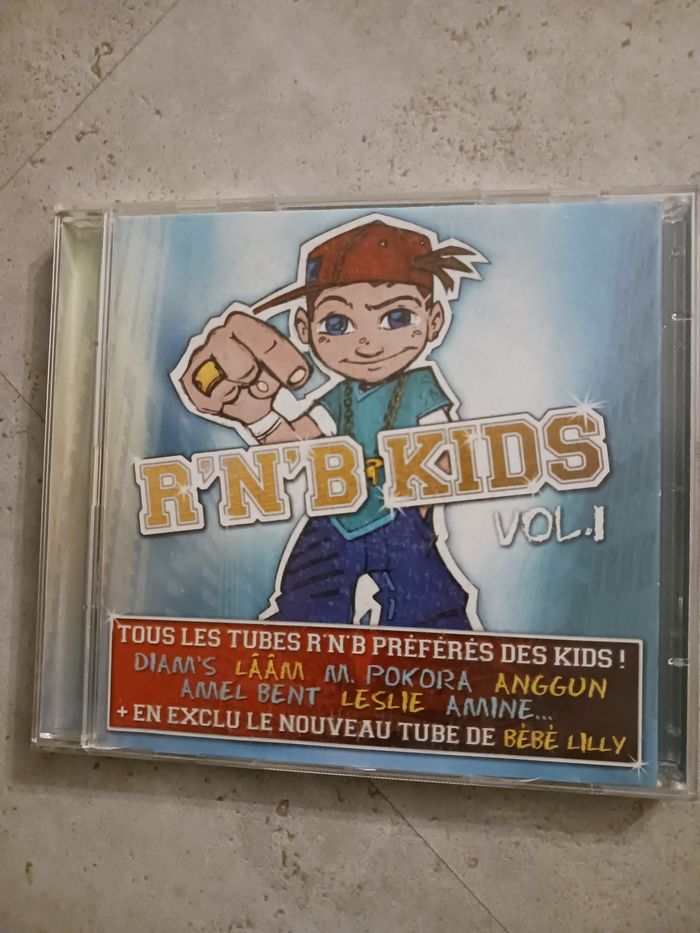 R'N'B KIDS
VOL.1
TOUS LES TUBES R'N'B PRÉFÉRÉS DES KIDS !
DIAM'S LÂÂM M. POKORA ANGGUN
AMEL BENT LESLIE AMINE...
+ EN EXCLU LE NOUVEAU TUBE DE BÉBÉ LILLY